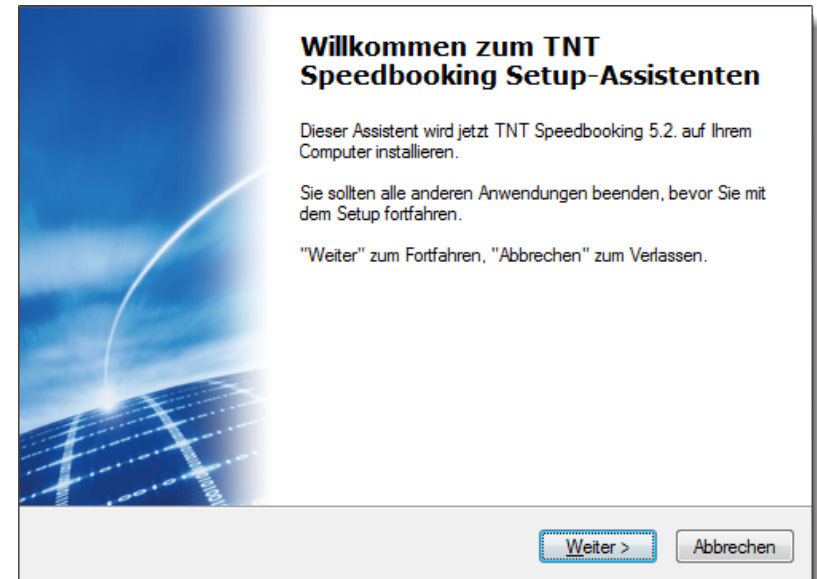 Willkommen zum TNT
Speedbooking Setup-Assistenten
Dieser Assistent wird jetzt TNT Speedbooking 5.2. auf Ihrem
Computer installieren.
Sie sollten alle anderen Anwendungen beenden, bevor Sie mit
dem Setup fortfahren.
"Weiter" zum Fortfahren, "Abbrechen" zum Verlassen.
Weiter >
Abbrechen